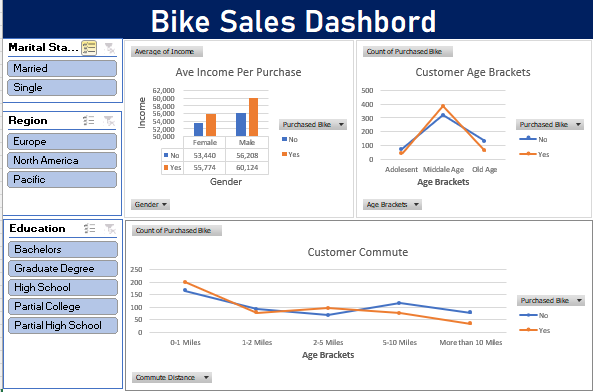 Bike Sales Dashbord
Marital Sta...
Married
Single
Region
Europe
North America
Pacific
Education
Bachelors
Graduate Degree
High School
Partial College
Partial High School
Average of Income
Ave Income Per Purchase
Income
62,000
60,000
58,000
56,000
54,000
52,000
50,000
Female Male
No 53,440 56,208
Yes 55,774 60,124
Gender
Purchased Bike
No
Yes
Gender
Count of Purchased Bike
Customer Age Brackets
500
400
300
200
100
0
Adolesent Middale Age Old Age
Age Brackets
Purchased Bike
No
Yes
Age Brackets
Count of Purchased Bike
Customer Commute
250
200
150
100
50
0
0-1 Miles 1-2 Miles 2-5 Miles 5-10 Miles More than 10 Miles
Age Brackets
Purchased Bike
No
Yes
Commute Distance